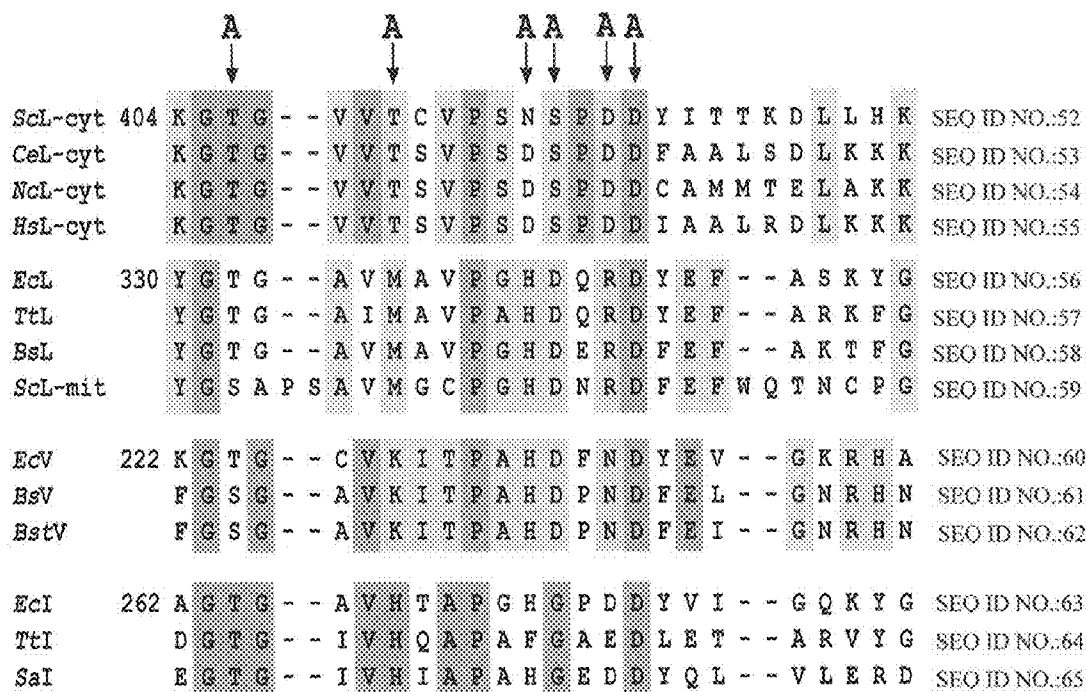 A A A A A A
ScL-cyt 404 K G T G - - V V T C V P S N S P D D Y I T T K D L L H K SEQ ID NO.:52
CeL-cyt K G T G - - V V T S V P S D S P D D F A A L S D L K K K SEQ ID NO.:53
NcL-cyt K G T G - - V V T S V P S D S P D D C A M M T E L A K K SEQ ID NO.:54
HsL-cyt K G T G - - V V T S V P S D S P D D I A A L R D L K K K SEQ ID NO.:55
EcL 330 Y G T G - - A V M A V P G H D Q R D Y E F - - A S K Y G SEQ ID NO.:56
TtL Y G T G - - A I M A V P A H D Q R D Y E F - - A R K F G SEQ ID NO.:57
BsL Y G T G - - A V M A V P G H D E R D F E F - - A K T F G SEQ ID NO.:58
ScL-mit Y G S A P S A V M G C P G H D N R D F E F W Q T N C P G SEQ ID NO.:59
EcV 222 K G T G - - C V K I T P A H D F N D Y E V - - G K R H A SEQ ID NO.:60
BsV F G S G - - A V K I T P A H D P N D F E L - - G N R H N SEQ ID NO.:61
BstV F G S G - - A V K I T P A H D P N D F E I - - G N R H N SEQ ID NO.:62
EcI 262 A G T G - - A V H T A P G H G P D D Y V I - - G Q K Y G SEQ ID NO.:63
TtI D G T G - - I V H Q A P A F G A E D L E T - - A R V Y G SEQ ID NO.:64
SaI E G T G - - I V H I A P A H G E D D Y Q L - - V L E R D SEQ ID NO.:65